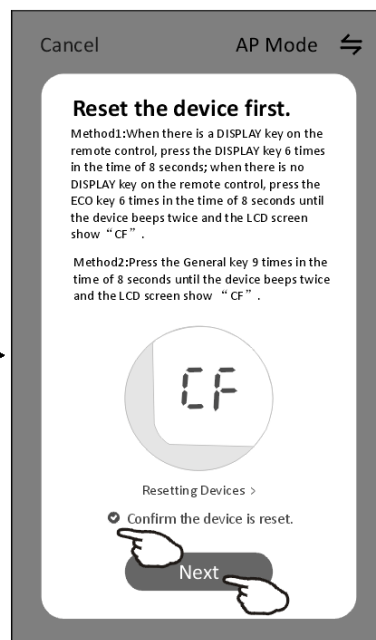 Cancel AP Mode
Reset the device first.
Method1:When there is a DISPLAY key on the
remote control, press the DISPLAY key 6 times
in the time of 8 seconds; when there is no
DISPLAY key on the remote control, press the
ECO key 6 times in the time of 8 seconds until
the device beeps twice and the LCD screen
show “CF”.
Method2:Press the General key 9 times in the
time of 8 seconds until the device beeps twice
and the LCD screen show “CF”.
CF
Resetting Devices >
Confirm the device is reset.
Next